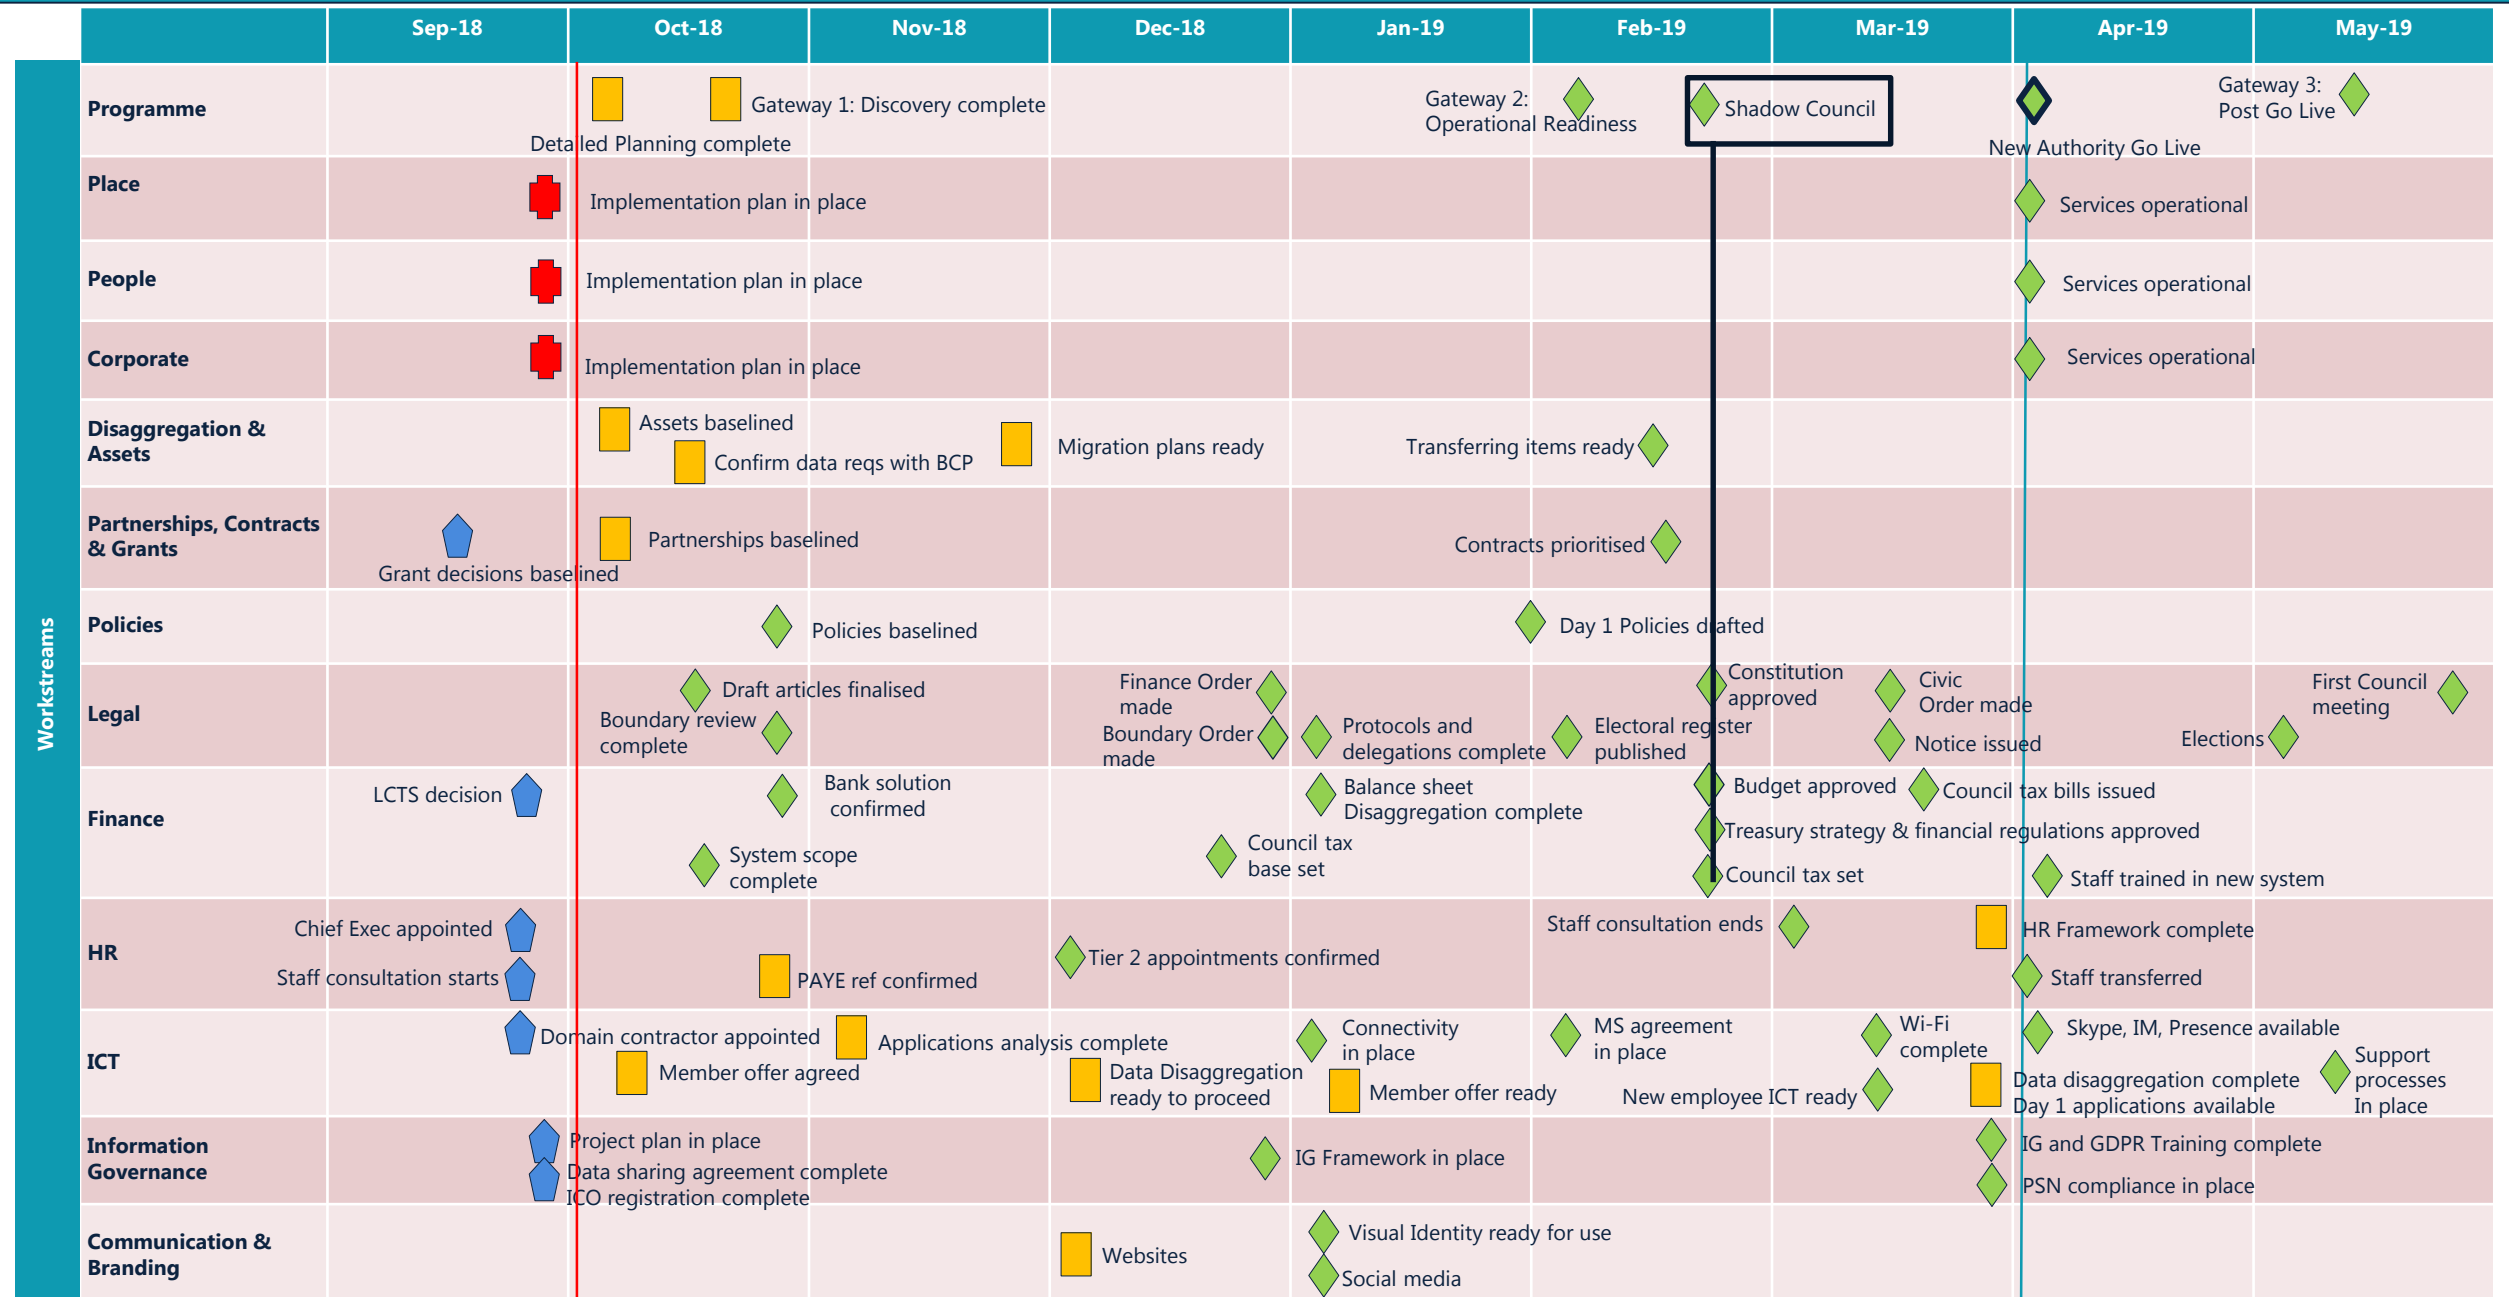 Sep-18
Oct-18
Nov-18
Dec-18
Jan-19
Feb-19
Mar-19
Apr-19
May-19
Workstreams
Programme
Detailed Planning complete
Gateway 1: Discovery complete
Gateway 2:
Operational Readiness
Shadow Council
New Authority Go Live
Gateway 3:
Post Go Live
Place
Implementation plan in place
Services operational
People
Implementation plan in place
Services operational
Corporate
Implementation plan in place
Services operational
Disaggregation &
Assets
Assets baselined
Confirm data reqs with BCP
Migration plans ready
Transferring items ready
Partnerships, Contracts
& Grants
Grant decisions baselined
Partnerships baselined
Contracts prioritised
Policies
Policies baselined
Day 1 Policies drafted
Legal
Draft articles finalised
Boundary review
complete
Finance Order
made
Boundary Order
made
Protocols and
delegations complete
Electoral register
published
Constitution
approved
Civic
Order made
Notice issued
Elections
First Council
meeting
Finance
LCTS decision
Bank solution
confirmed
System scope
complete
Council tax
base set
Balance sheet
Disaggregation complete
Budget approved
Council tax bills issued
Treasury strategy & financial regulations approved
Council tax set
Staff trained in new system
HR
Chief Exec appointed
Staff consultation starts
PAYE ref confirmed
Tier 2 appointments confirmed
Staff consultation ends
HR Framework complete
Staff transferred
ICT
Domain contractor appointed
Member offer agreed
Applications analysis complete
Data Disaggregation
ready to proceed
Connectivity
in place
Member offer ready
MS agreement
in place
New employee ICT ready
Wi-Fi
complete
Skype, IM, Presence available
Data disaggregation complete
Day 1 applications available
Support
processes
In place
Information
Governance
Project plan in place
Data sharing agreement complete
ICO registration complete
IG Framework in place
IG and GDPR Training complete
PSN compliance in place
Communication &
Branding
Websites
Visual Identity ready for use
Social media